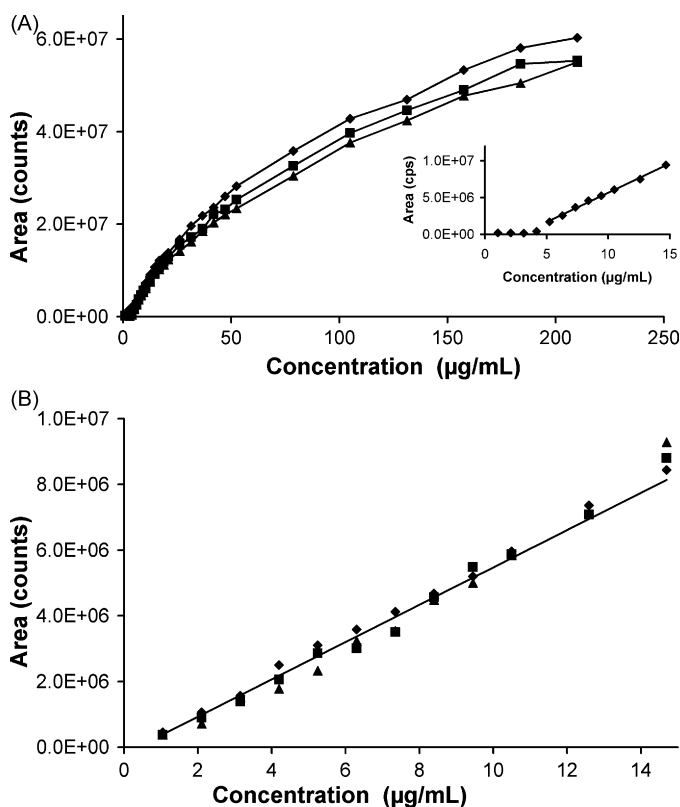 (A)
6.0E+07
4.0E+07
2.0E+07
0.0E+00
Area (counts)
0
50
100
150
200
250
Concentration (µg/mL)
1.0E+07
5.0E+06
0.0E+00
Area (cps)
0
5
10
15
Concentration (µg/mL)
(B)
1.0E+07
8.0E+06
6.0E+06
4.0E+06
2.0E+06
0.0E+00
Area (counts)
0
2
4
6
8
10
12
14
Concentration (µg/mL)